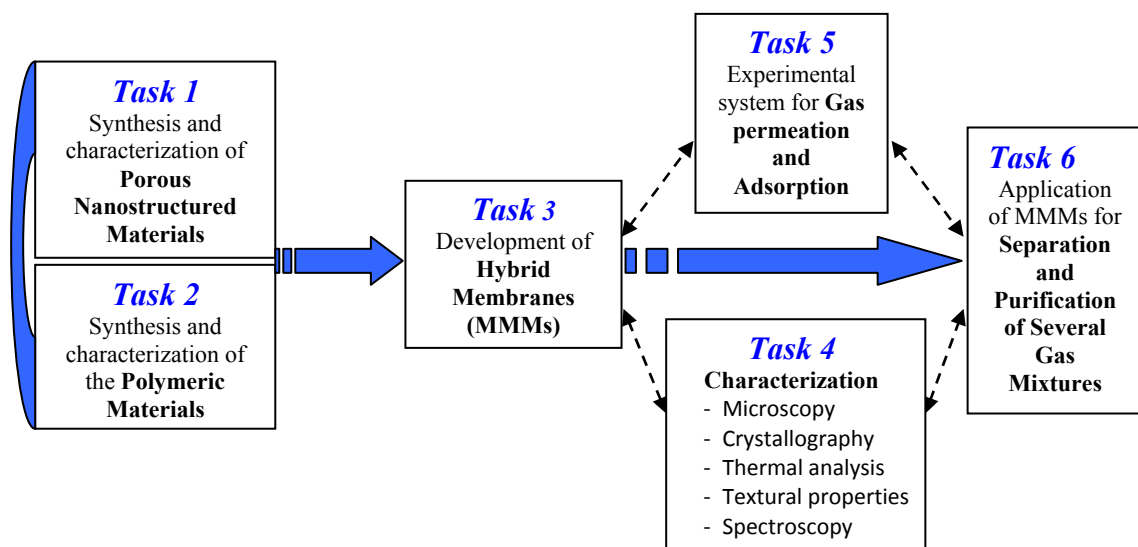 Task 1
Synthesis and
characterization of
Porous
Nanostructured
Materials
Task 2
Synthesis and
characterization of
the Polymeric
Materials
Task 3
Development of
Hybrid
Membranes
(MMMs)
Task 5
Experimental
system for Gas
permeation
and
Adsorption
Task 4
Characterization
- Microscopy
- Crystallography
- Thermal analysis
- Textural properties
- Spectroscopy
Task 6
Application
of MMMs for
Separation
and
Purification
of Several
Gas
Mixtures